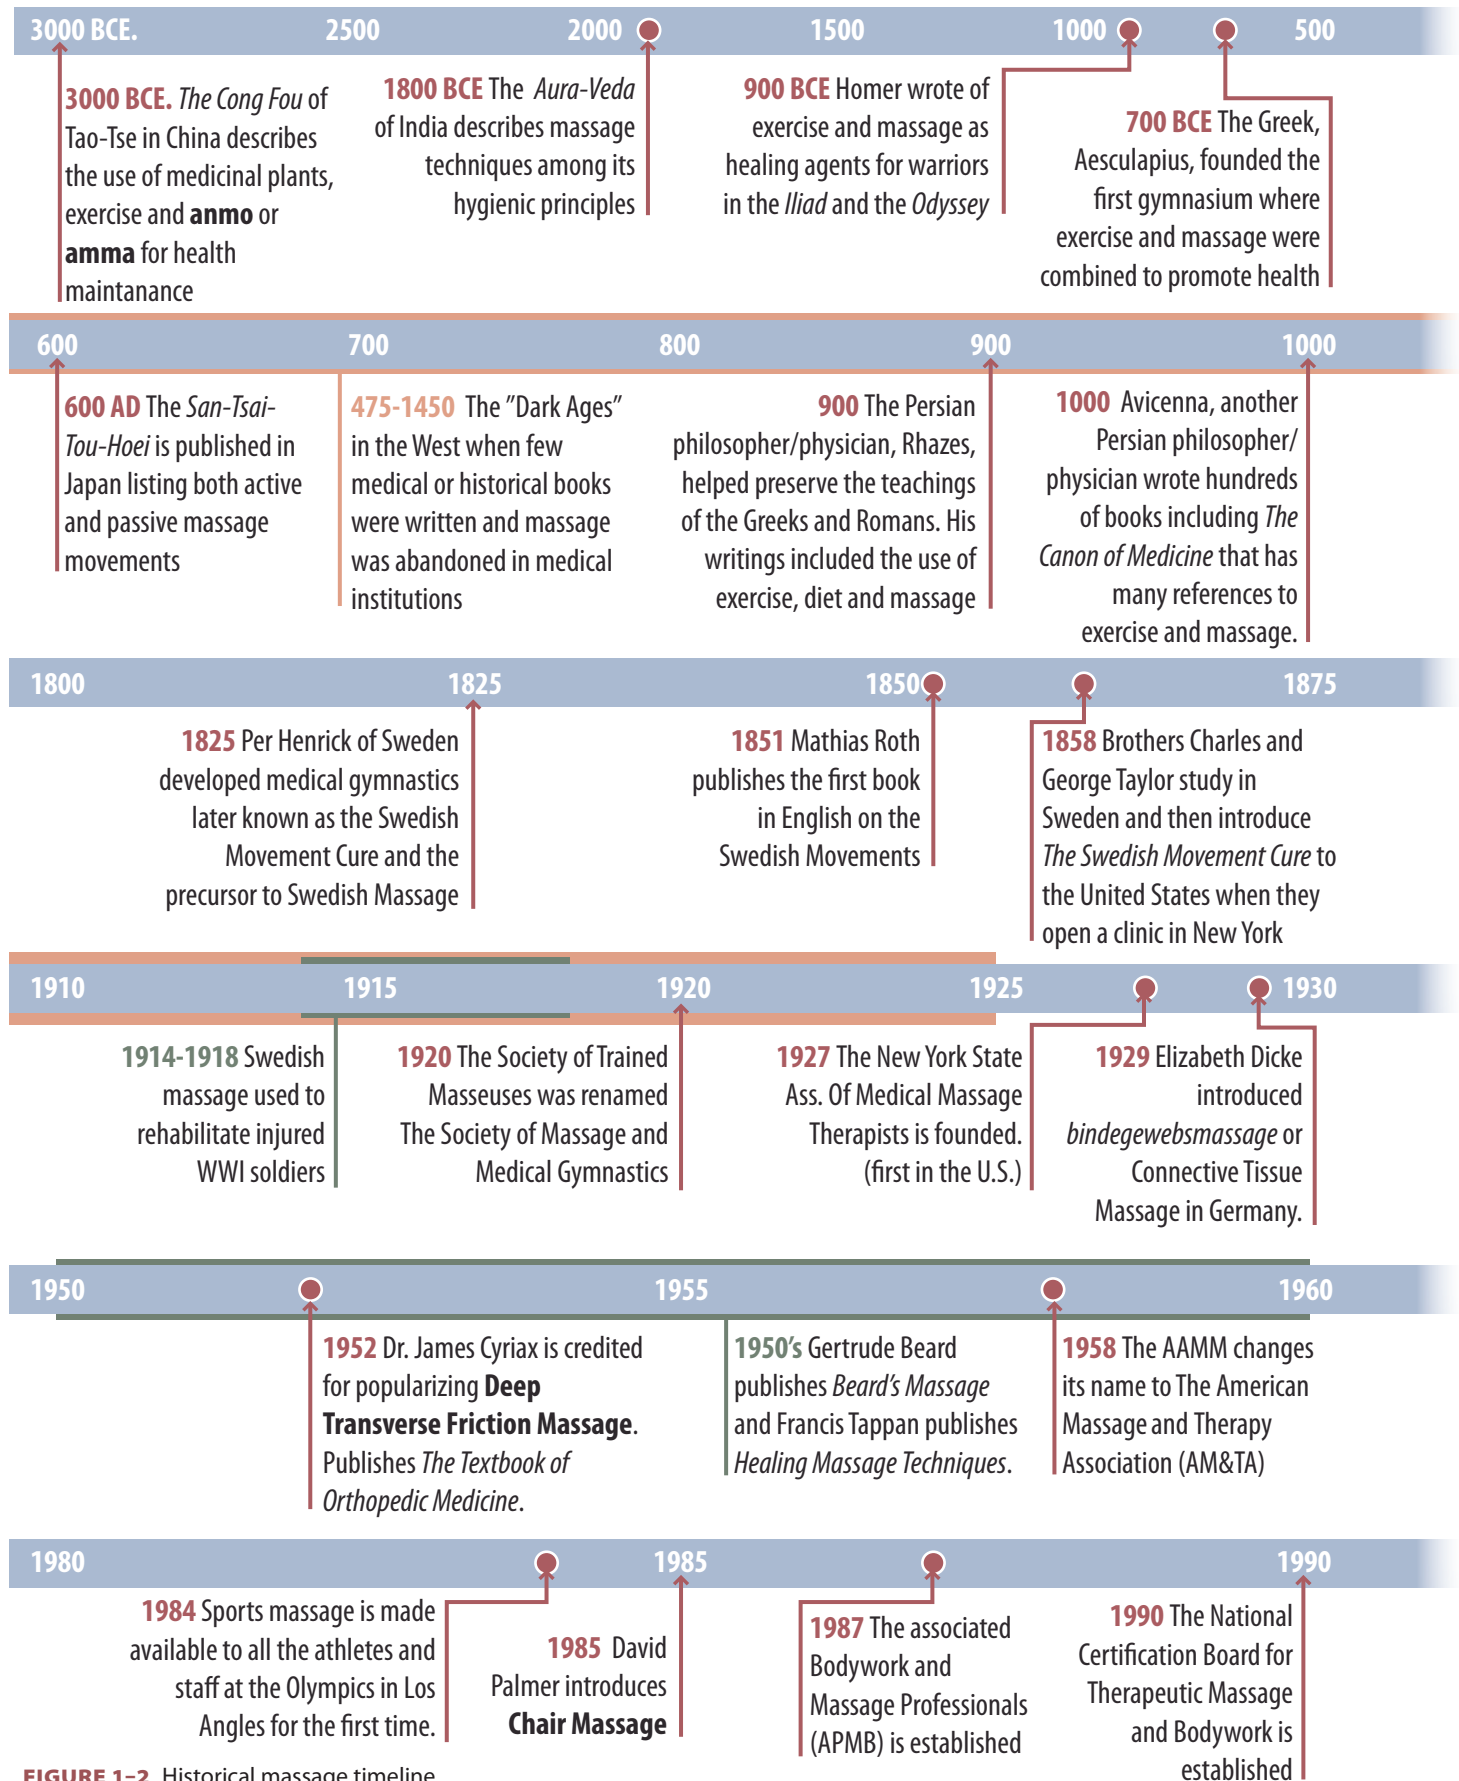 3000 BCE. 2500 2000 1500 1000 500
3000 BCE. The Cong Fou of
Tao-Tse in China describes
the use of medicinal plants,
exercise and anmo or
amma for health
maintanance
1800 BCE The Aura-Veda
of India describes massage
techniques among its
hygienic principles
900 BCE Homer wrote of
exercise and massage as
healing agents for warriors
in the Iliad and the Odyssey
700 BCE The Greek,
Aesculapius, founded the
first gymnasium where
exercise and massage were
combined to promote health
600 700 800 900 1000
600 AD The San-Tsai-
Tou-Hoei is published in
Japan listing both active
and passive massage
movements
475-1450 The "Dark Ages"
in the West when few
medical or historical books
were written and massage
was abandoned in medical
institutions
900 The Persian
philosopher/physician, Rhazes,
helped preserve the teachings
of the Greeks and Romans. His
writings included the use of
exercise, diet and massage
1000 Avicenna, another
Persian philosopher/
physician wrote hundreds
of books including The
Canon of Medicine that has
many references to
exercise and massage.
1800 1825 1850 1875
1825 Per Henrick of Sweden
developed medical gymnastics
later known as the Swedish
Movement Cure and the
precursor to Swedish Massage
1851 Mathias Roth
publishes the first book
in English on the
Swedish Movements
1858 Brothers Charles and
George Taylor study in
Sweden and then introduce
The Swedish Movement Cure to
the United States when they
open a clinic in New York
1910 1915 1920 1925 1930
1914-1918 Swedish
massage used to
rehabilitate injured
WWI soldiers
1920 The Society of Trained
Masseuses was renamed
The Society of Massage and
Medical Gymnastics
1927 The New York State
Ass. Of Medical Massage
Therapists is founded.
(first in the U.S.)
1929 Elizabeth Dicke
introduced
bindegewebsmassage or
Connective Tissue
Massage in Germany.
1950 1955 1960
1952 Dr. James Cyriax is credited
for popularizing Deep
Transverse Friction Massage.
Publishes The Textbook of
Orthopedic Medicine.
1950's Gertrude Beard
publishes Beard's Massage
and Francis Tappan publishes
Healing Massage Techniques.
1958 The AAMM changes
its name to The American
Massage and Therapy
Association (AM&TA)
1980 1985 1990
1984 Sports massage is made
available to all the athletes and
staff at the Olympics in Los
Angles for the first time.
1985 David
Palmer introduces
Chair Massage
1987 The associated
Bodywork and
Massage Professionals
(APMB) is established
1990 The National
Certification Board for
Therapeutic Massage
and Bodywork is
established
FIGURE 1–2 Historical massage timeline